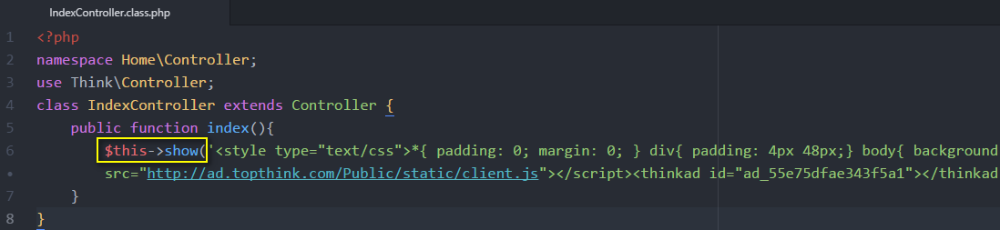 IndexController.class.php
1 <?php
2 namespace Home\Controller;
3 use Think\Controller;
4 class IndexController extends Controller {
5 public function index(){
6 $this->show('<style type="text/css">*{ padding: 0; margin: 0; } div{ padding: 4px 48px;} body{ background
• src="http://ad.topthink.com/Public/static/client.js"></script><thinkad id="ad_55e75dfae343f5a1"></thinkad
7 }
8 }